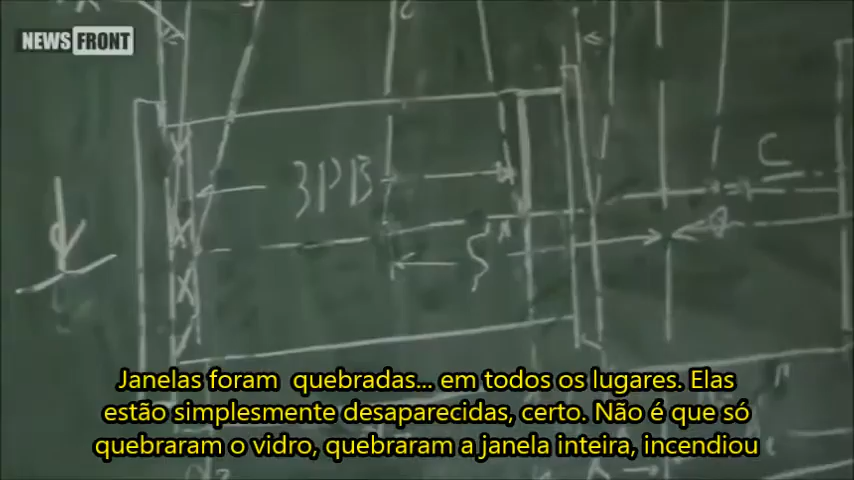 NEWS FRONT
C
ЗРВ
Janelas foram quebradas... em todos os lugares. Elas
estão simplesmente desaparecidas, certo. Não é que só
quebraram o vidro, quebraram a janela inteira, incendiou